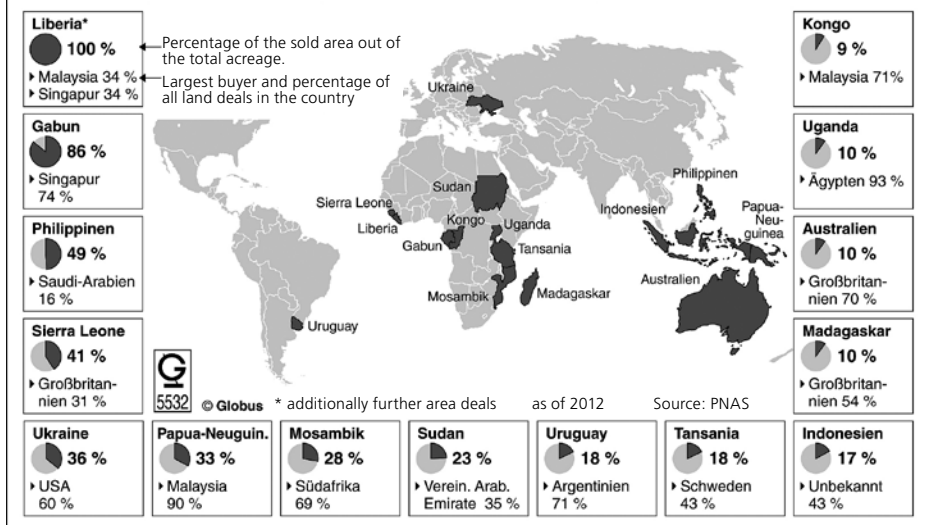 Liberia*
100 %
Percentage of the sold area out of
the total acreage.
Malaysia 34 %
Singapur 34 %
Largest buyer and percentage of
all land deals in the country
Gabun
86 %
Singapur
74 %
Philippinen
49 %
Saudi-Arabien
16 %
Sierra Leone
41 %
Großbritan-
nien 31 %
Ukraine
Sudan
Sierra Leone
Liberia
Kongo
Uganda
Gabun
Tansania
Mosambik
Madagaskar
Uruguay
Philippinen
Indonesien
Papua-
Neu-
guinea
Australien
Kongo
9 %
Malaysia 71%
Uganda
10 %
Ägypten 93 %
Australien
10 %
Großbritan-
nien 70 %
Madagaskar
10 %
Großbritan-
nien 54 %
G
5532
© Globus
* additionally further area deals
as of 2012
Source: PNAS
Ukraine
36 %
USA
60 %
Papua-Neuguin.
33 %
Malaysia
90 %
Mosambik
28 %
Südafrika
69 %
Sudan
23 %
Verein. Arab.
Emirate 35 %
Uruguay
18 %
Argentinien
71 %
Tansania
18 %
Schweden
43 %
Indonesien
17 %
Unbekannt
43 %